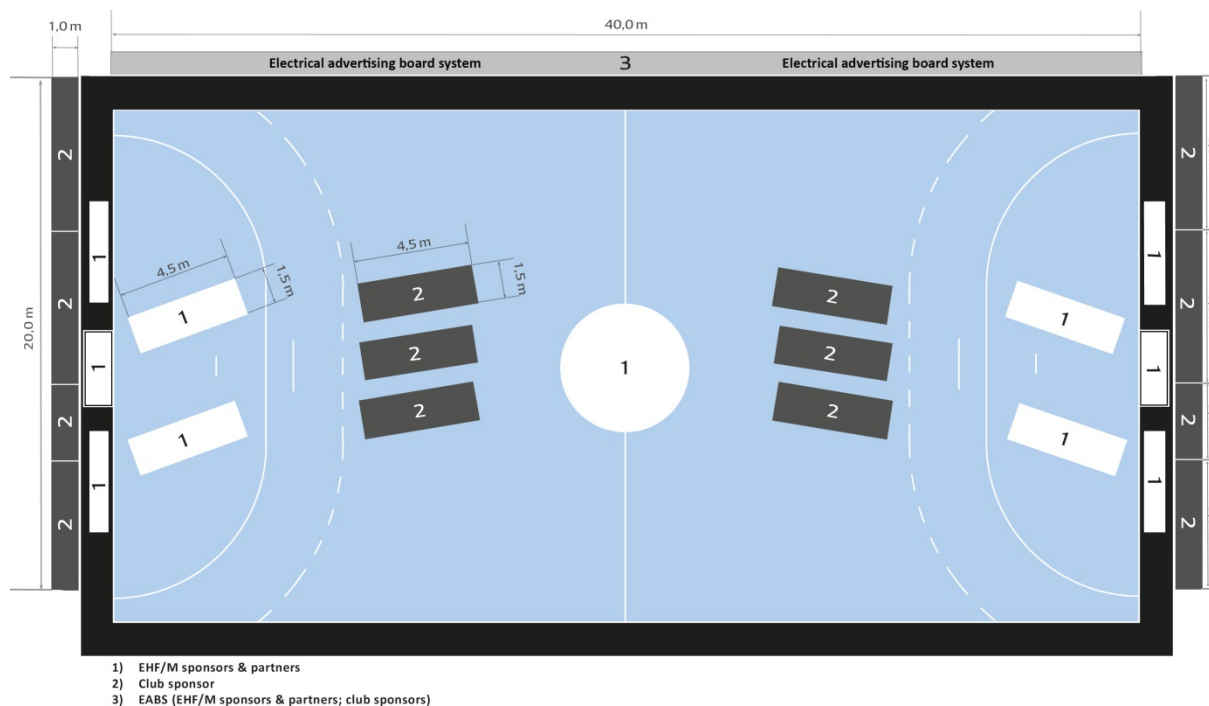 1,0 m
40,0 m
Electrical advertising board system 3 Electrical advertising board system
2
2
2
2
20,0 m
1
1
1
4,5 m
1,5 m
1
1
4,5 m
1,5 m
2
2
2
1
2
2
2
1
1
1
1
1
2
2
2
2
1) EHF/M sponsors & partners
2) Club sponsor
3) EABS (EHF/M sponsors & partners; club sponsors)